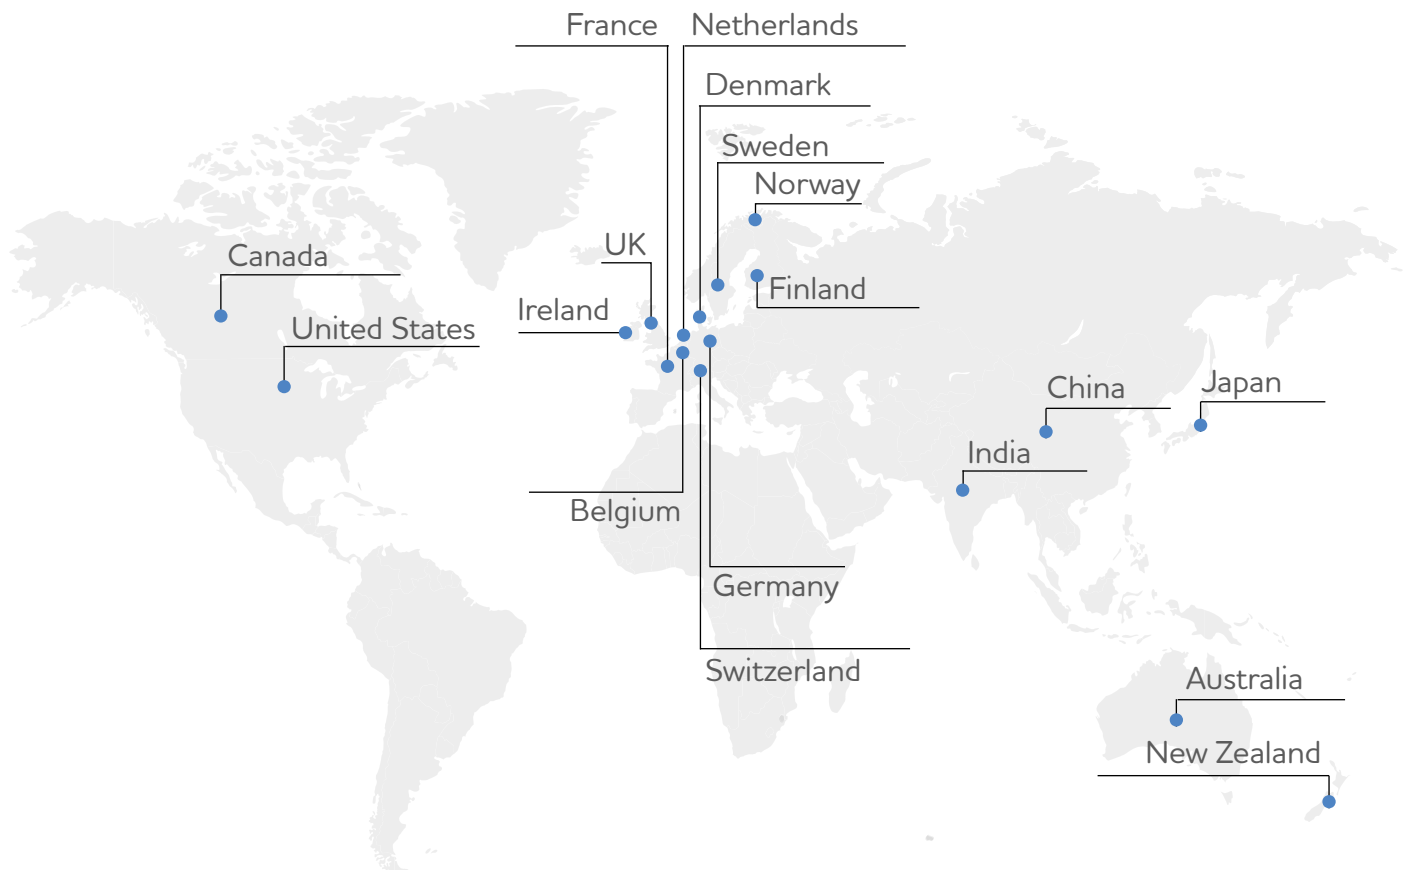 France
Netherlands
Denmark
Sweden
Norway
UK
Canada
Finland
Ireland
United States
China
Japan
India
Belgium
Germany
Switzerland
Australia
New Zealand